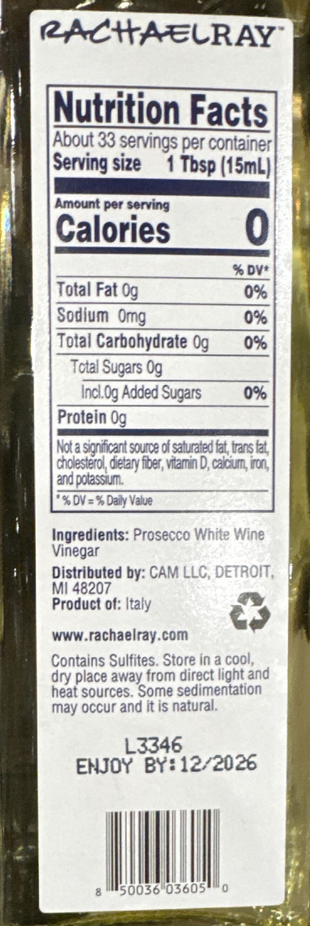 RACHAELRAY™
Nutrition Facts
About 33 servings per container
Serving size 1 Tbsp (15mL)
Amount per serving
Calories 0
% DV*
Total Fat 0g 0%
Sodium 0mg 0%
Total Carbohydrate 0g 0%
Total Sugars 0g
Incl.0g Added Sugars 0%
Protein 0g
Not a significant source of saturated fat, trans fat,
cholesterol, dietary fiber, vitamin D, calcium, iron,
and potassium.
*% DV = % Daily Value
Ingredients: Prosecco White Wine
Vinegar
Distributed by: CAM LLC, DETROIT,
MI 48207
Product of: Italy
www.rachaelray.com
Contains Sulfites. Store in a cool,
dry place away from direct light and
heat sources. Some sedimentation
may occur and it is natural.
L3346
ENJOY BY:12/2026
8 50036 03605 0